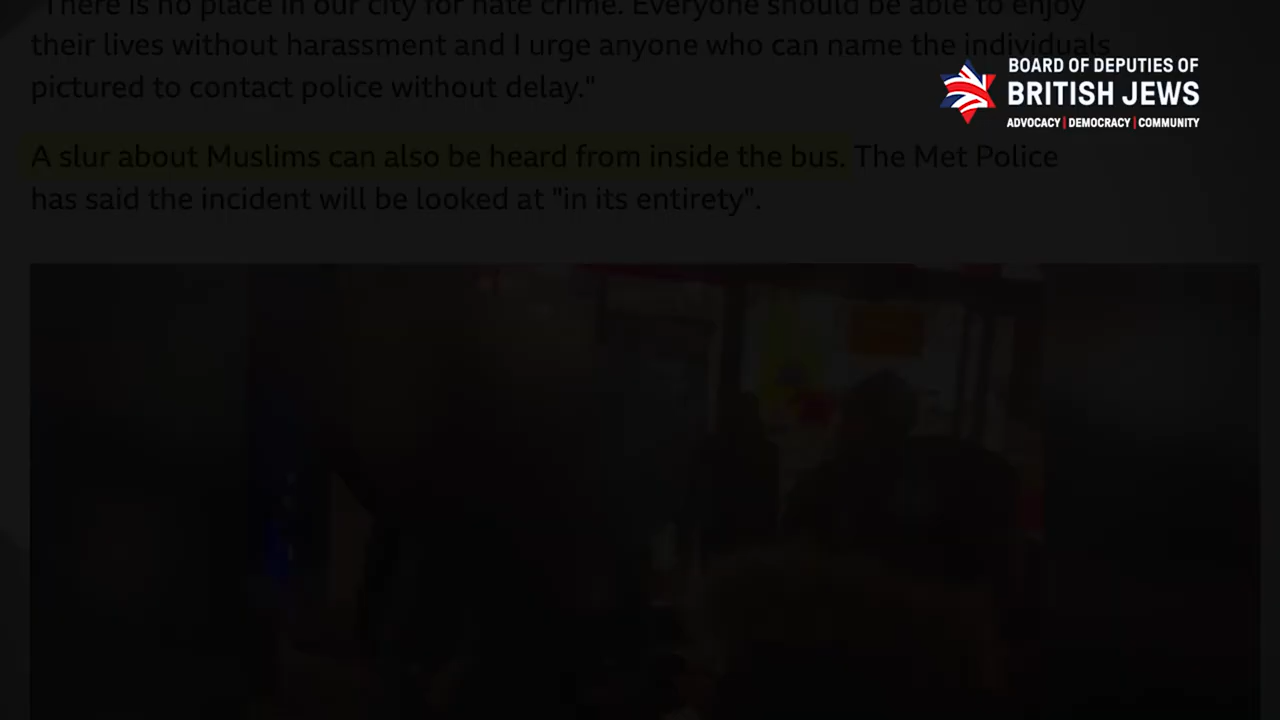 "There is no place in our city for hate crime. Everyone should be able to enjoy
their lives without harassment and I urge anyone who can name the individuals
pictured to contact police without delay."
BOARD OF DEPUTIES OF
BRITISH JEWS
ADVOCACY | DEMOCRACY | COMMUNITY
A slur about Muslims can also be heard from inside the bus. The Met Police
has said the incident will be looked at "in its entirety".